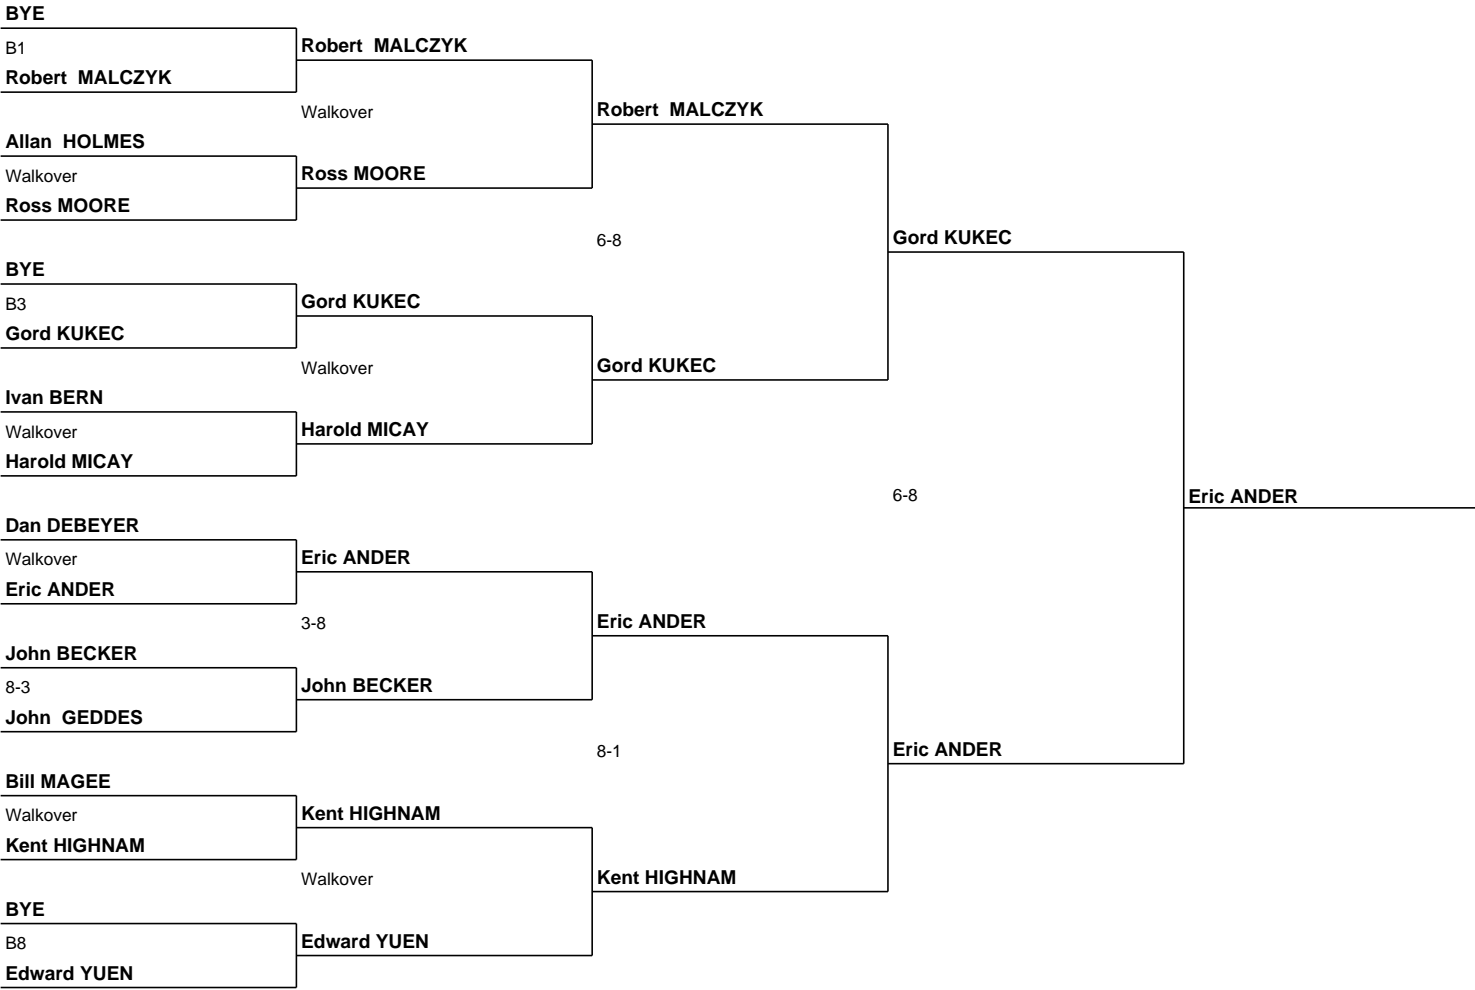 BYE
B1
Robert MALCZYK
Allan HOLMES
Walkover
Ross MOORE
BYE
B3
Gord KUKEC
Ivan BERN
Walkover
Harold MICAY
Dan DEBEYER
Walkover
Eric ANDER
John BECKER
8-3
John GEDDES
Bill MAGEE
Walkover
Kent HIGHNAM
BYE
B8
Edward YUEN
Robert MALCZYK
Walkover
Ross MOORE
Gord KUKEC
Walkover
Harold MICAY
Eric ANDER
3-8
John BECKER
Kent HIGHNAM
Walkover
Edward YUEN
Robert MALCZYK
6-8
Gord KUKEC
Eric ANDER
8-1
Kent HIGHNAM
Gord KUKEC
6-8
Eric ANDER
Eric ANDER